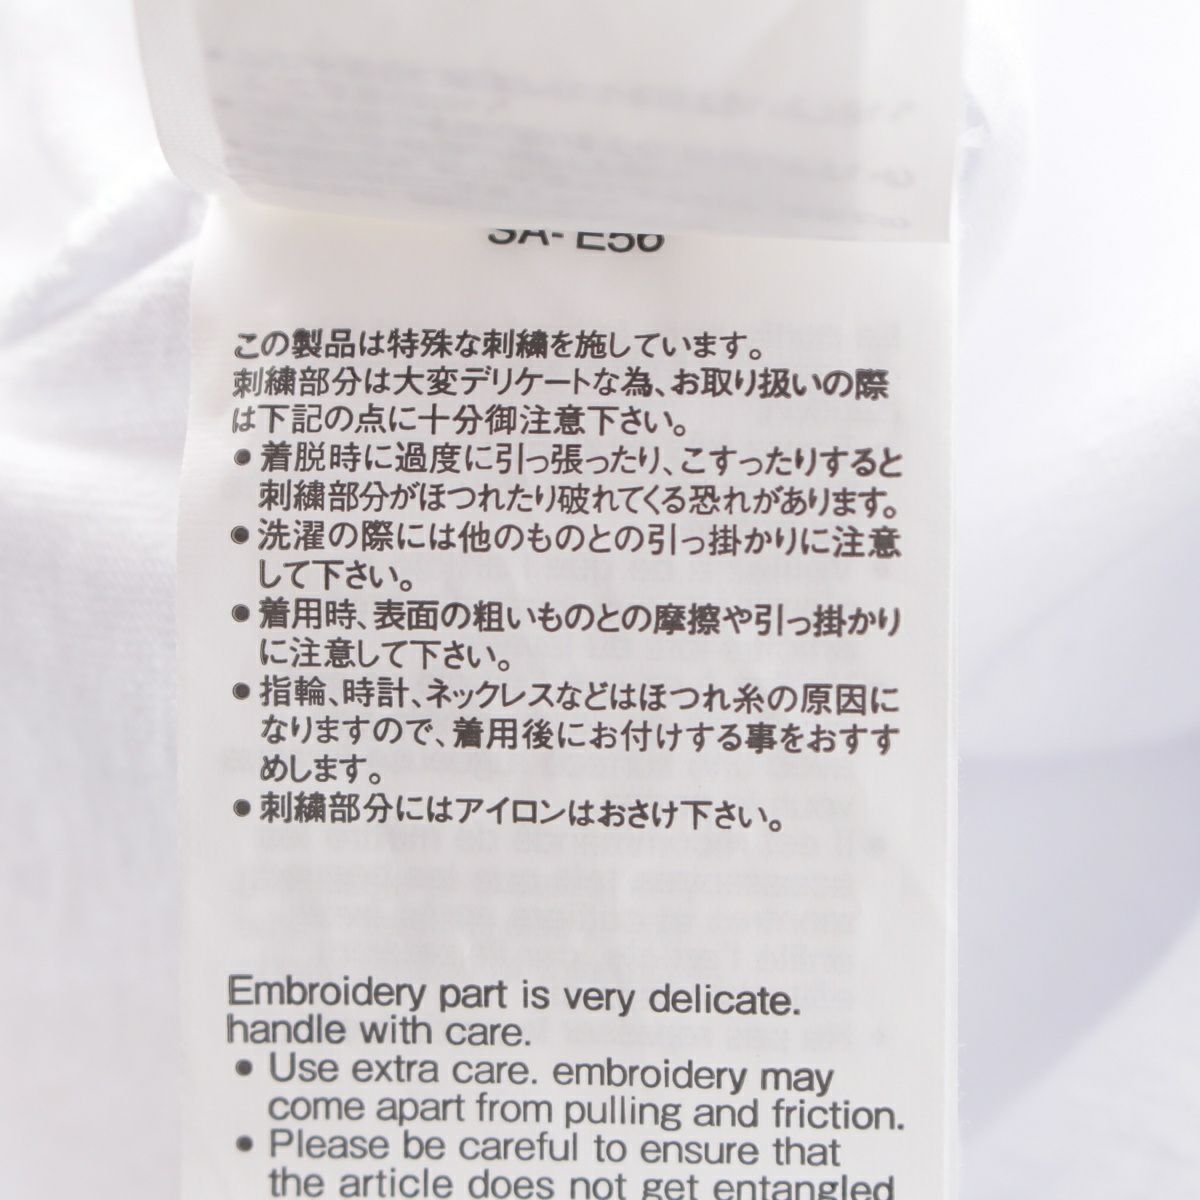 SA-E56
この製品は特殊な刺繍を施しています。
刺繍部分は大変デリケートな為、お取り扱いの際
は下記の点に十分御注意下さい。
● 着脱時に過度に引っ張ったり、こすったりすると
刺繍部分がほつれたり破れてくる恐れがあります。
● 洗濯の際には他のものとの引っ掛かりに注意
して下さい。
● 着用時、表面の粗いものとの摩擦や引っ掛かり
に注意して下さい。
● 指輪、時計、ネックレスなどはほつれ糸の原因に
なりますので、着用後にお付けする事をおすす
めします。
● 刺繍部分にはアイロンはおさけ下さい。
Embroidery part is very delicate.
handle with care.
● Use extra care. embroidery may
come apart from pulling and friction.
● Please be careful to ensure that
the article does not get entangled